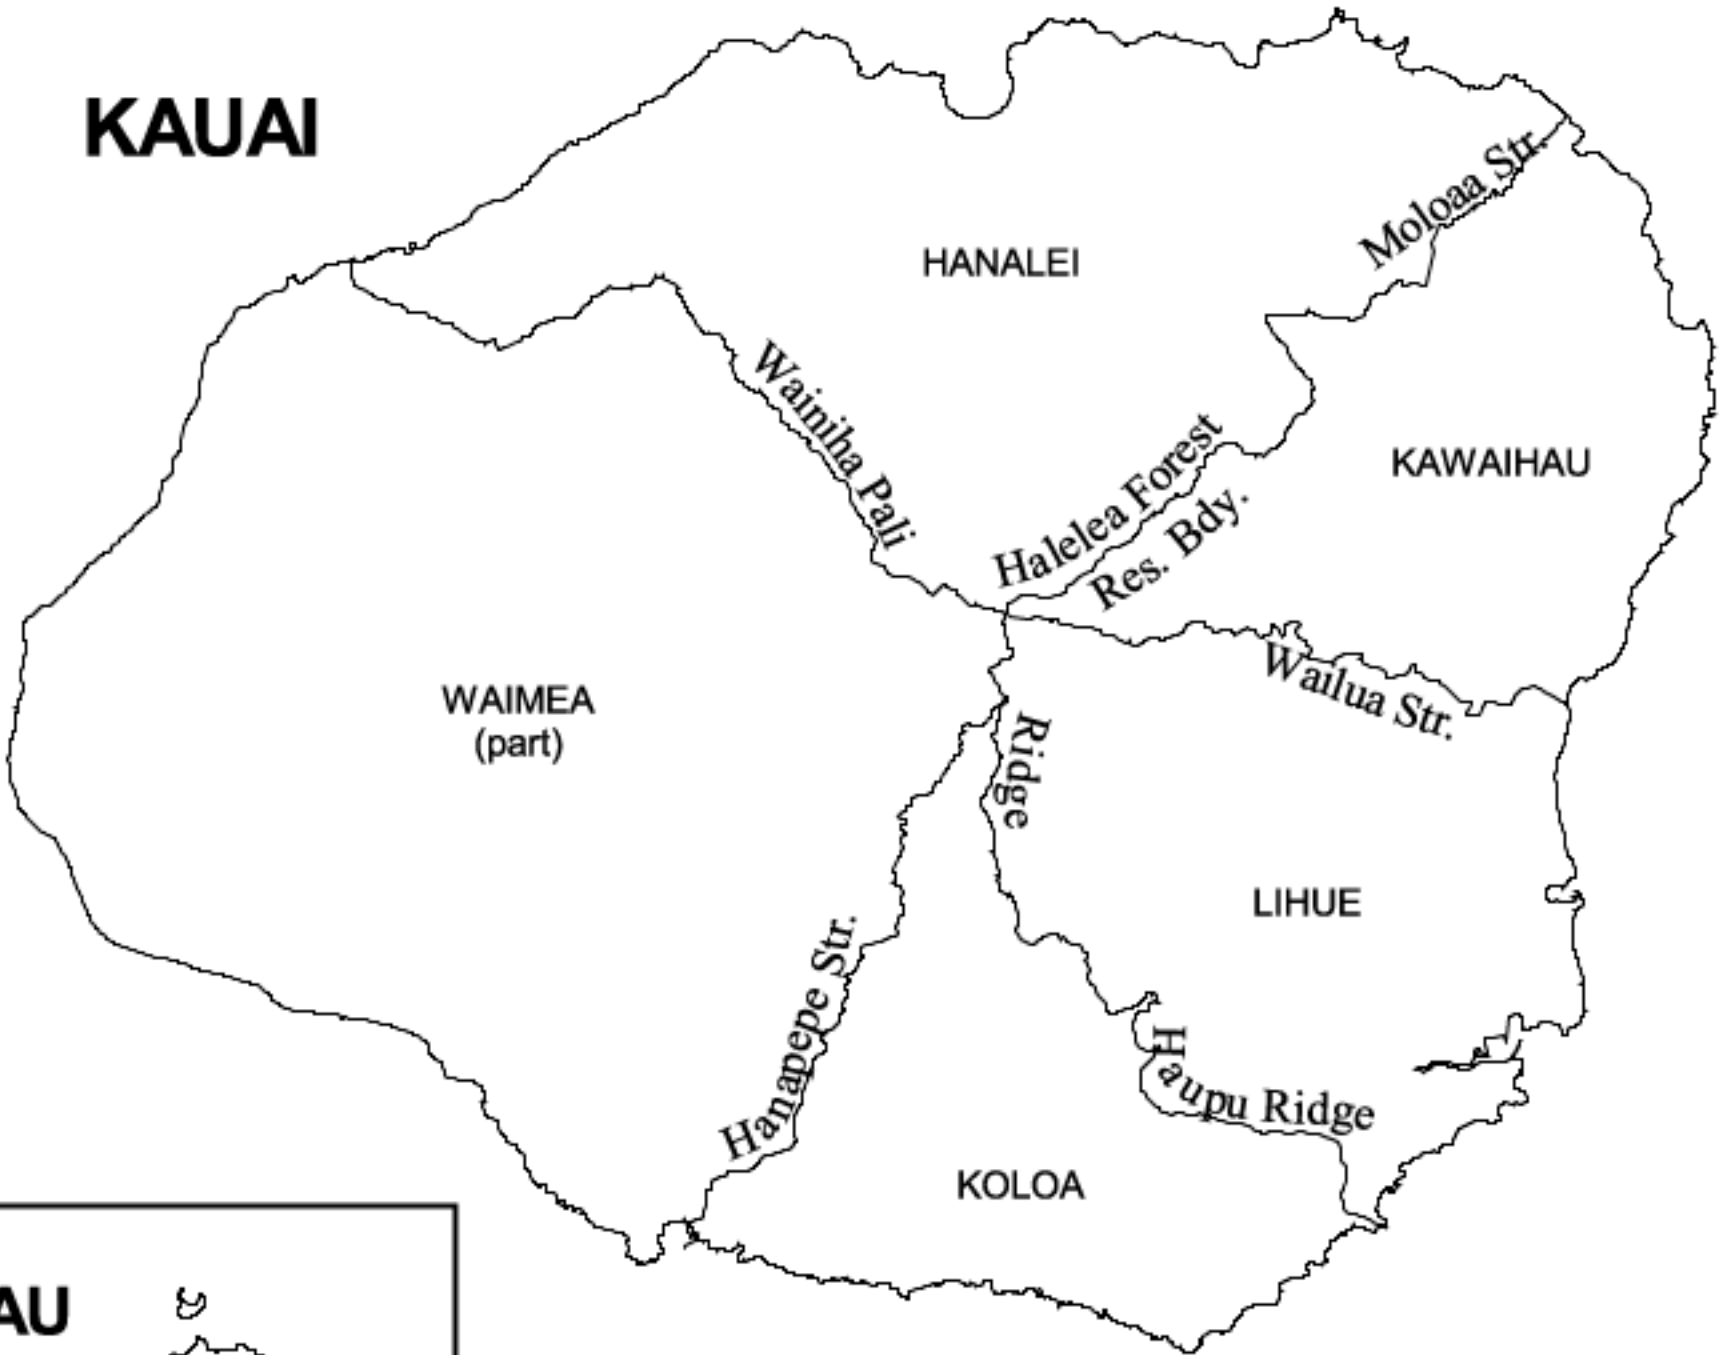 KAUAI
Moloaa Str.
HANALEI
Wainiha Pali
KAWAIHAU
Halelea Forest
Res. Bdy.
Wailua Str.
WAIMEA
(part)
Ridge
LIHUE
Hanapepe Str.
Haupu Ridge
KOLOA
AU